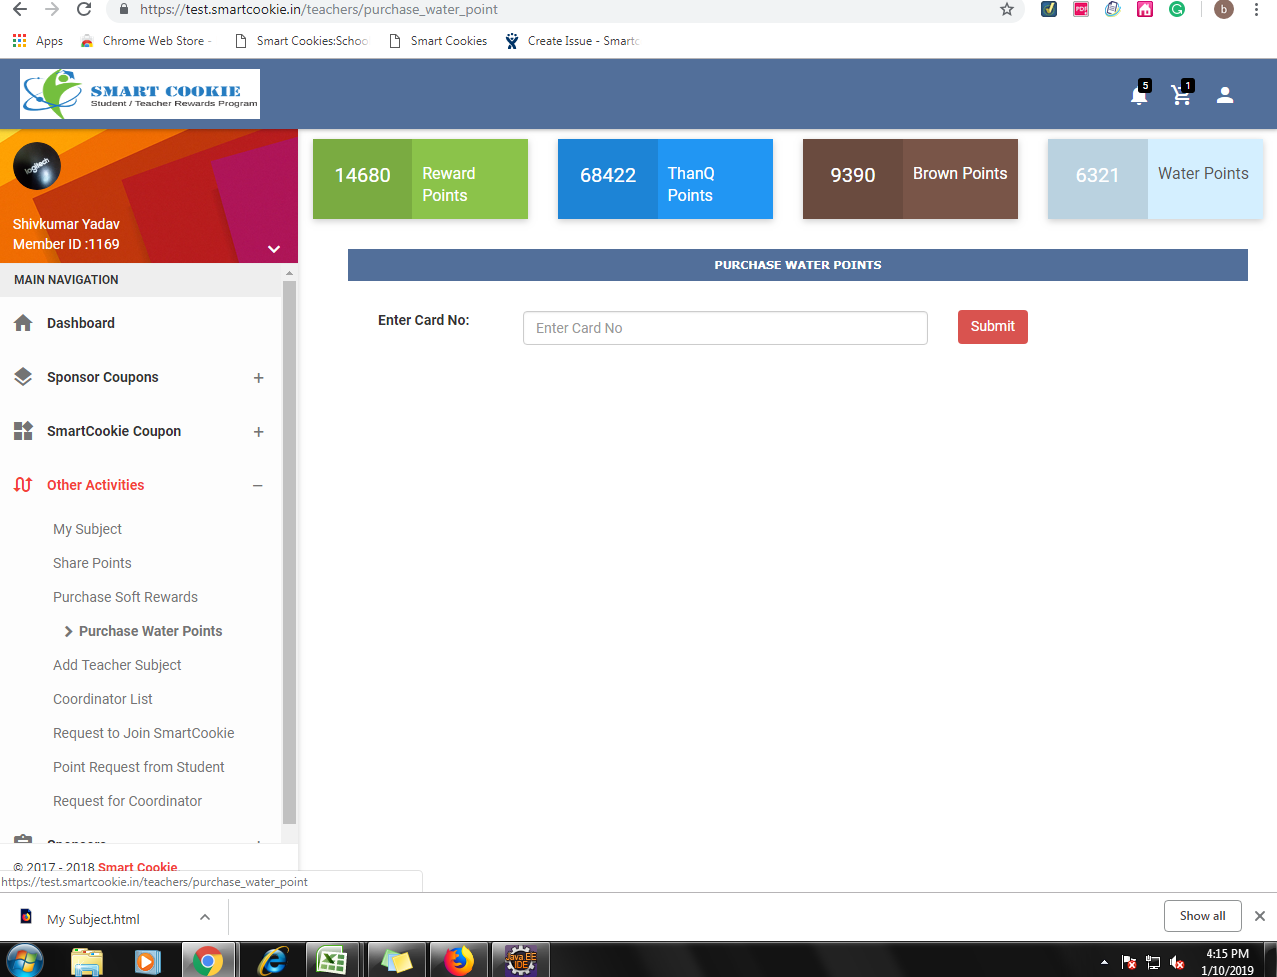 https://test.smartcookie.in/teachers/purchase_water_point
b
Apps
Chrome Web Store -
Smart Cookies:Schoo
Smart Cookies
Create Issue - Smart
SMART COOKIE
Student / Teacher Rewards Program
5
1
logitech
Shivkumar Yadav
Member ID :1169
14680
Reward
Points
68422
ThanQ
Points
9390
Brown Points
6321
Water Points
MAIN NAVIGATION
Dashboard
Sponsor Coupons
+
SmartCookie Coupon
+
Other Activities
−
My Subject
Share Points
Purchase Soft Rewards
Purchase Water Points
Add Teacher Subject
Coordinator List
Request to Join SmartCookie
Point Request from Student
Request for Coordinator
Sponsors
PURCHASE WATER POINTS
Enter Card No:
Enter Card No
Submit
© 2017 - 2018 Smart Cookie
https://test.smartcookie.in/teachers/purchase_water_point
My Subject.html
Show all
Java EE
IDE
4:15 PM
1/10/2019